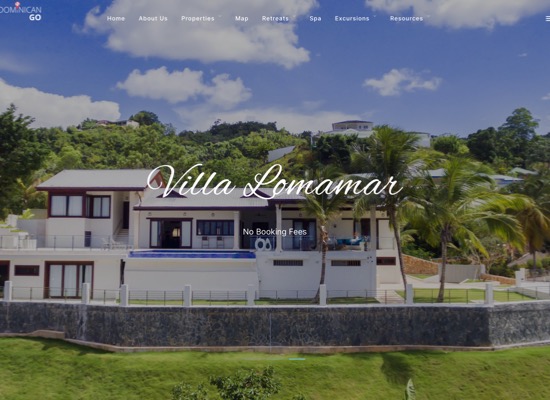 DOMINICAN
GO
Home About Us Properties Map Retreats Spa Excursions Resources
Villa Lomamar
No Booking Fees